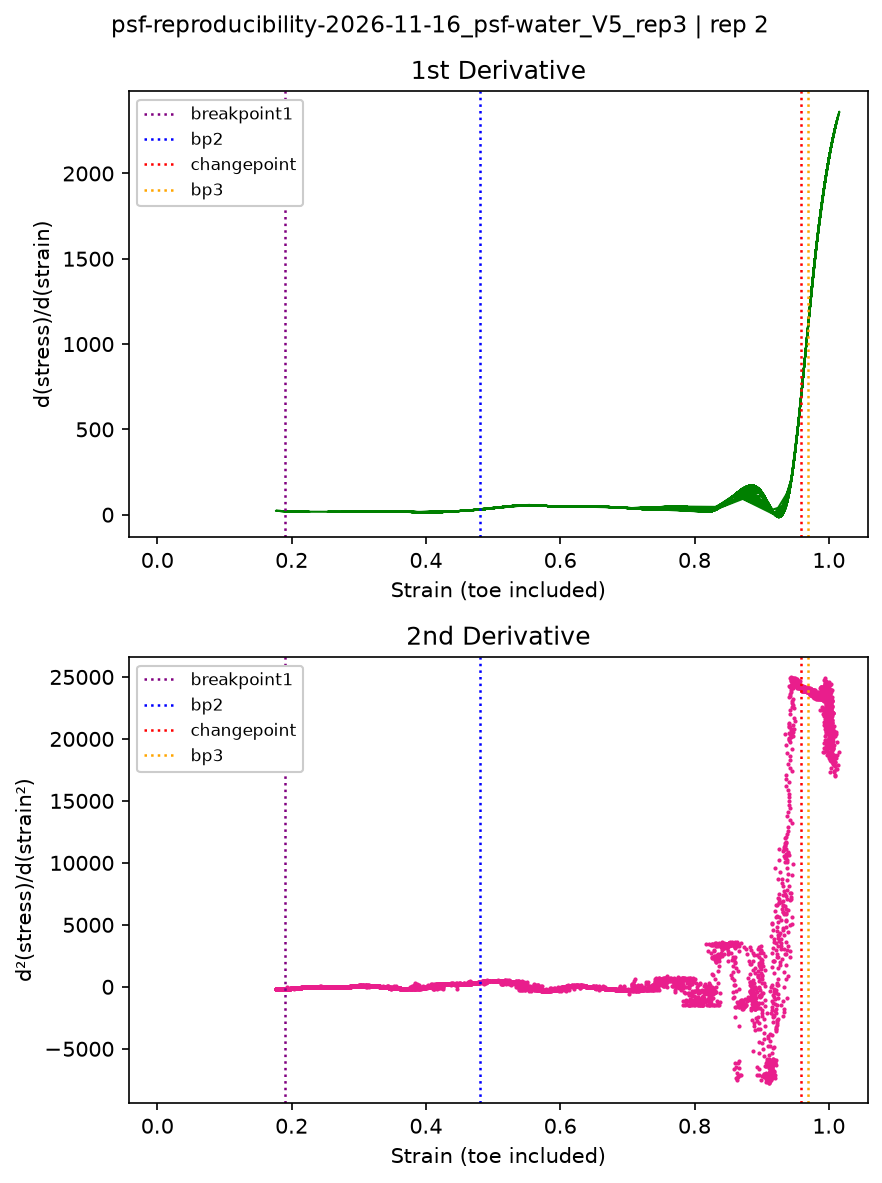 psf-reproducibility-2026-11-16_psf-water_V5_rep3 | rep 2
1st Derivative
breakpoint1
bp2
changepoint
bp3
d(stress)/d(strain)
2000
1500
1000
500
0
0.0 0.2 0.4 0.6 0.8 1.0
Strain (toe included)
2nd Derivative
breakpoint1
bp2
changepoint
bp3
d²(stress)/d(strain²)
25000
20000
15000
10000
5000
0
−5000
0.0 0.2 0.4 0.6 0.8 1.0
Strain (toe included)